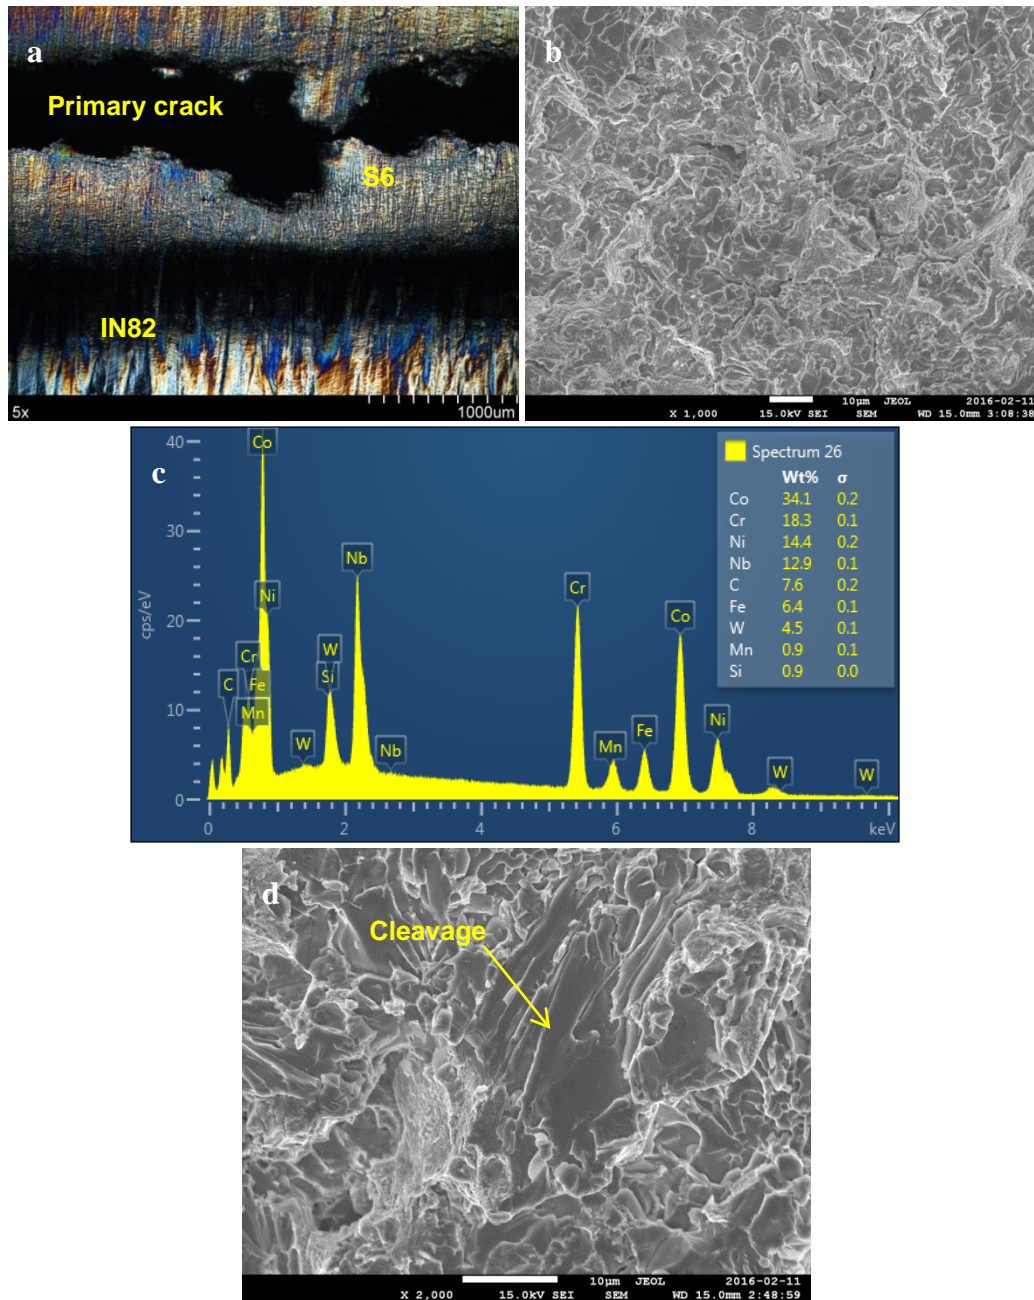 a
Primary crack
S6
IN82
5x
1000um
b
10µm JEOL 2016-02-11
X 1,000 15.0kV SEI SEM WD 15.0mm 3:08:38
c
Spectrum 26
Wt% σ
Co 34.1 0.2
Cr 18.3 0.1
Ni 14.4 0.2
Nb 12.9 0.1
C 7.6 0.2
Fe 6.4 0.1
W 4.5 0.1
Mn 0.9 0.1
Si 0.9 0.0
cps/eV
40
30
20
10
0
Co
Ni
Cr
C
Fe
Mn
W
W
Si
Nb
Nb
Cr
Mn
Fe
Co
Ni
W
W
0 2 4 6 8 keV
d
Cleavage
10µm JEOL 2016-02-11
X 2,000 15.0kV SEI SEM WD 15.0mm 2:48:59